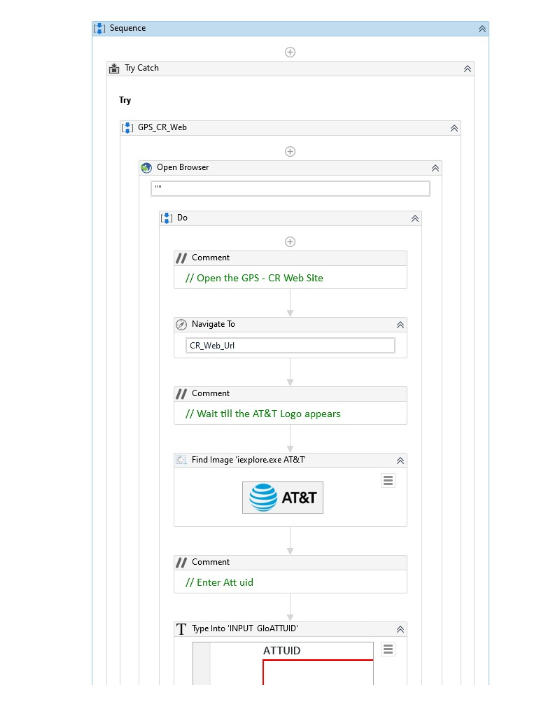 Sequence
Try Catch
Try
GPS_CR_Web
Open Browser
""
Do
Comment
// Open the GPS - CR Web Site
Navigate To
CR_Web_Url
Comment
// Wait till the AT&T Logo appears
Find Image 'iexplore.exe AT&T'
AT&T
Comment
// Enter Att uid
Type Into 'INPUT GloATTUID'
ATTUID